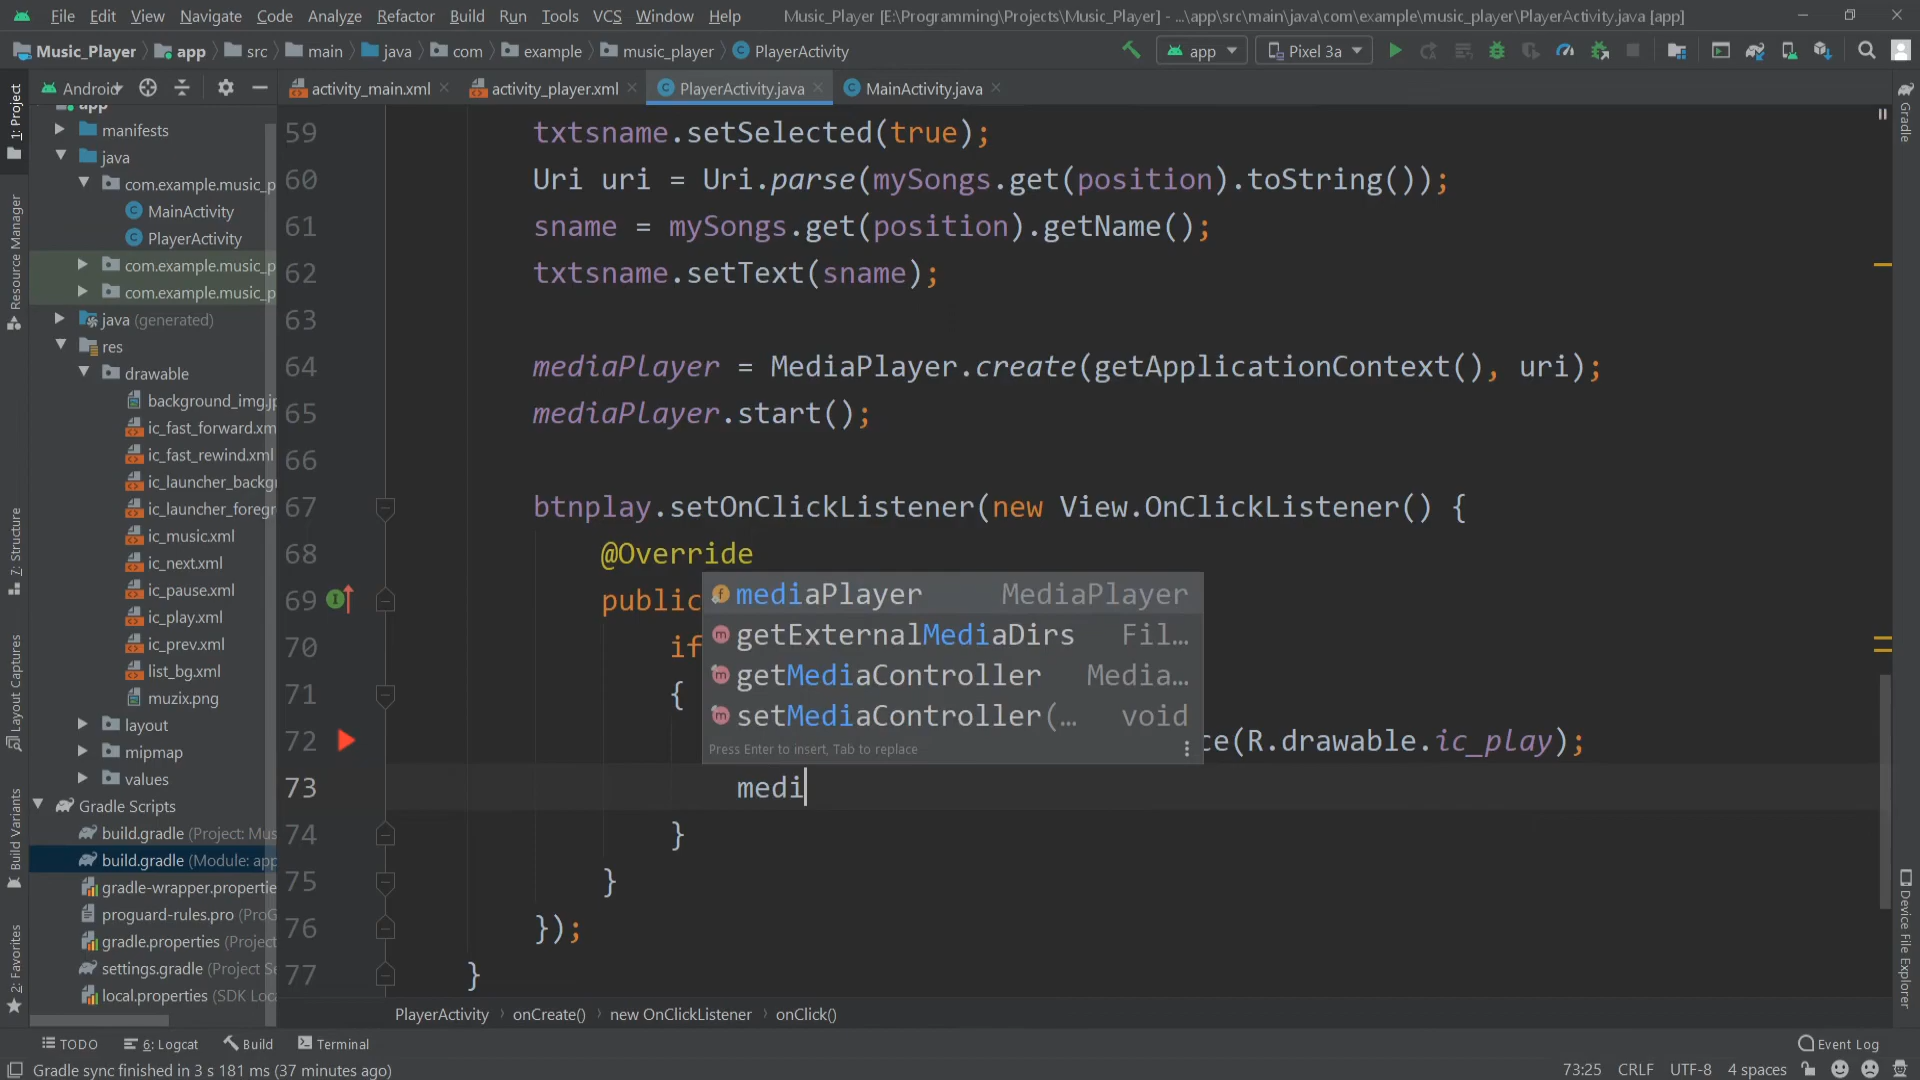 File Edit View Navigate Code Analyze Refactor Build Run Tools VCS Window Help Music_Player [E:\Programming\Projects\Music_Player] - ...\app\src\main\java\com\example\music_player\PlayerActivity.java [app]
Music_Player app src main java com example music_player PlayerActivity app Pixel 3a
Android activity_main.xml activity_player.xml PlayerActivity.java MainActivity.java
1: Project
Resource Manager
7: Structure
Layout Captures
Build Variants
2: Favorites
app
manifests
java
com.example.music_p
MainActivity
PlayerActivity
com.example.music_p
com.example.music_p
java (generated)
res
drawable
background_img.jp
ic_fast_forward.xm
ic_fast_rewind.xml
ic_launcher_backg
ic_launcher_foregr
ic_music.xml
ic_next.xml
ic_pause.xml
ic_play.xml
ic_prev.xml
list_bg.xml
muzix.png
layout
mipmap
values
Gradle Scripts
build.gradle (Project: Mus
build.gradle (Module: app
gradle-wrapper.propertie
proguard-rules.pro (ProG
gradle.properties (Project
settings.gradle (Project Se
local.properties (SDK Loca
59 txtsname.setSelected(true);
60 Uri uri = Uri.parse(mySongs.get(position).toString());
61 sname = mySongs.get(position).getName();
62 txtsname.setText(sname);
63
64 mediaPlayer = MediaPlayer.create(getApplicationContext(), uri);
65 mediaPlayer.start();
66
67 btnplay.setOnClickListener(new View.OnClickListener() {
68 @Override
69 public
70 if
71 {
72 ce(R.drawable.ic_play);
73 medi
74 }
75 }
76 });
77 }
mediaPlayer MediaPlayer
getExternalMediaDirs Fil…
getMediaController Media…
setMediaController(… void
Press Enter to insert, Tab to replace
PlayerActivity onCreate() new OnClickListener onClick()
Gradle
Device File Explorer
TODO 6: Logcat Build Terminal Event Log
Gradle sync finished in 3 s 181 ms (37 minutes ago) 73:25 CRLF UTF-8 4 spaces